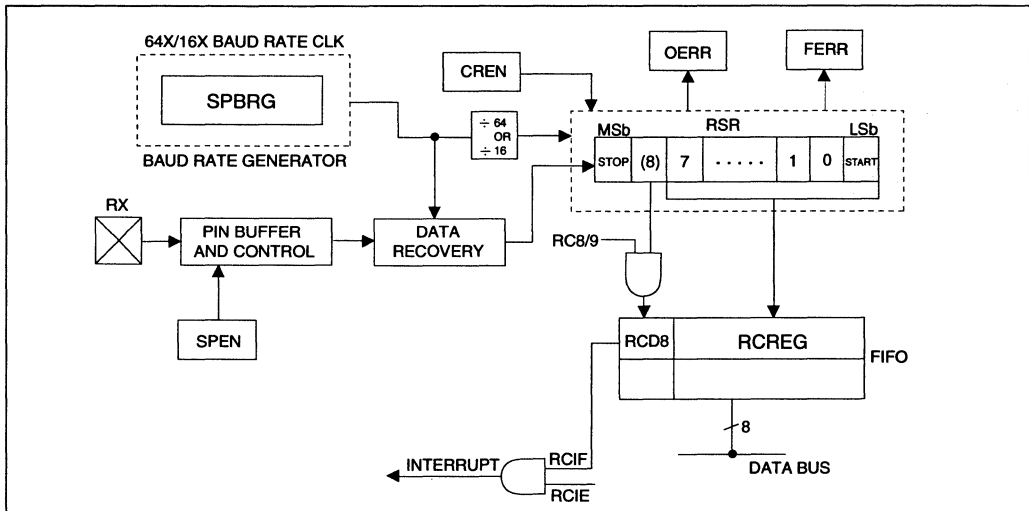 64X/16X BAUD RATE CLK
SPBRG
BAUD RATE GENERATOR
CREN
OERR
FERR
÷ 64
OR
÷ 16
MSb
RSR
LSb
STOP
(8)
7
· · · · ·
1
0
START
RX
PIN BUFFER
AND CONTROL
DATA
RECOVERY
SPEN
RC8/9
RCD8
RCREG
FIFO
8
DATA BUS
INTERRUPT
RCIF
RCIE